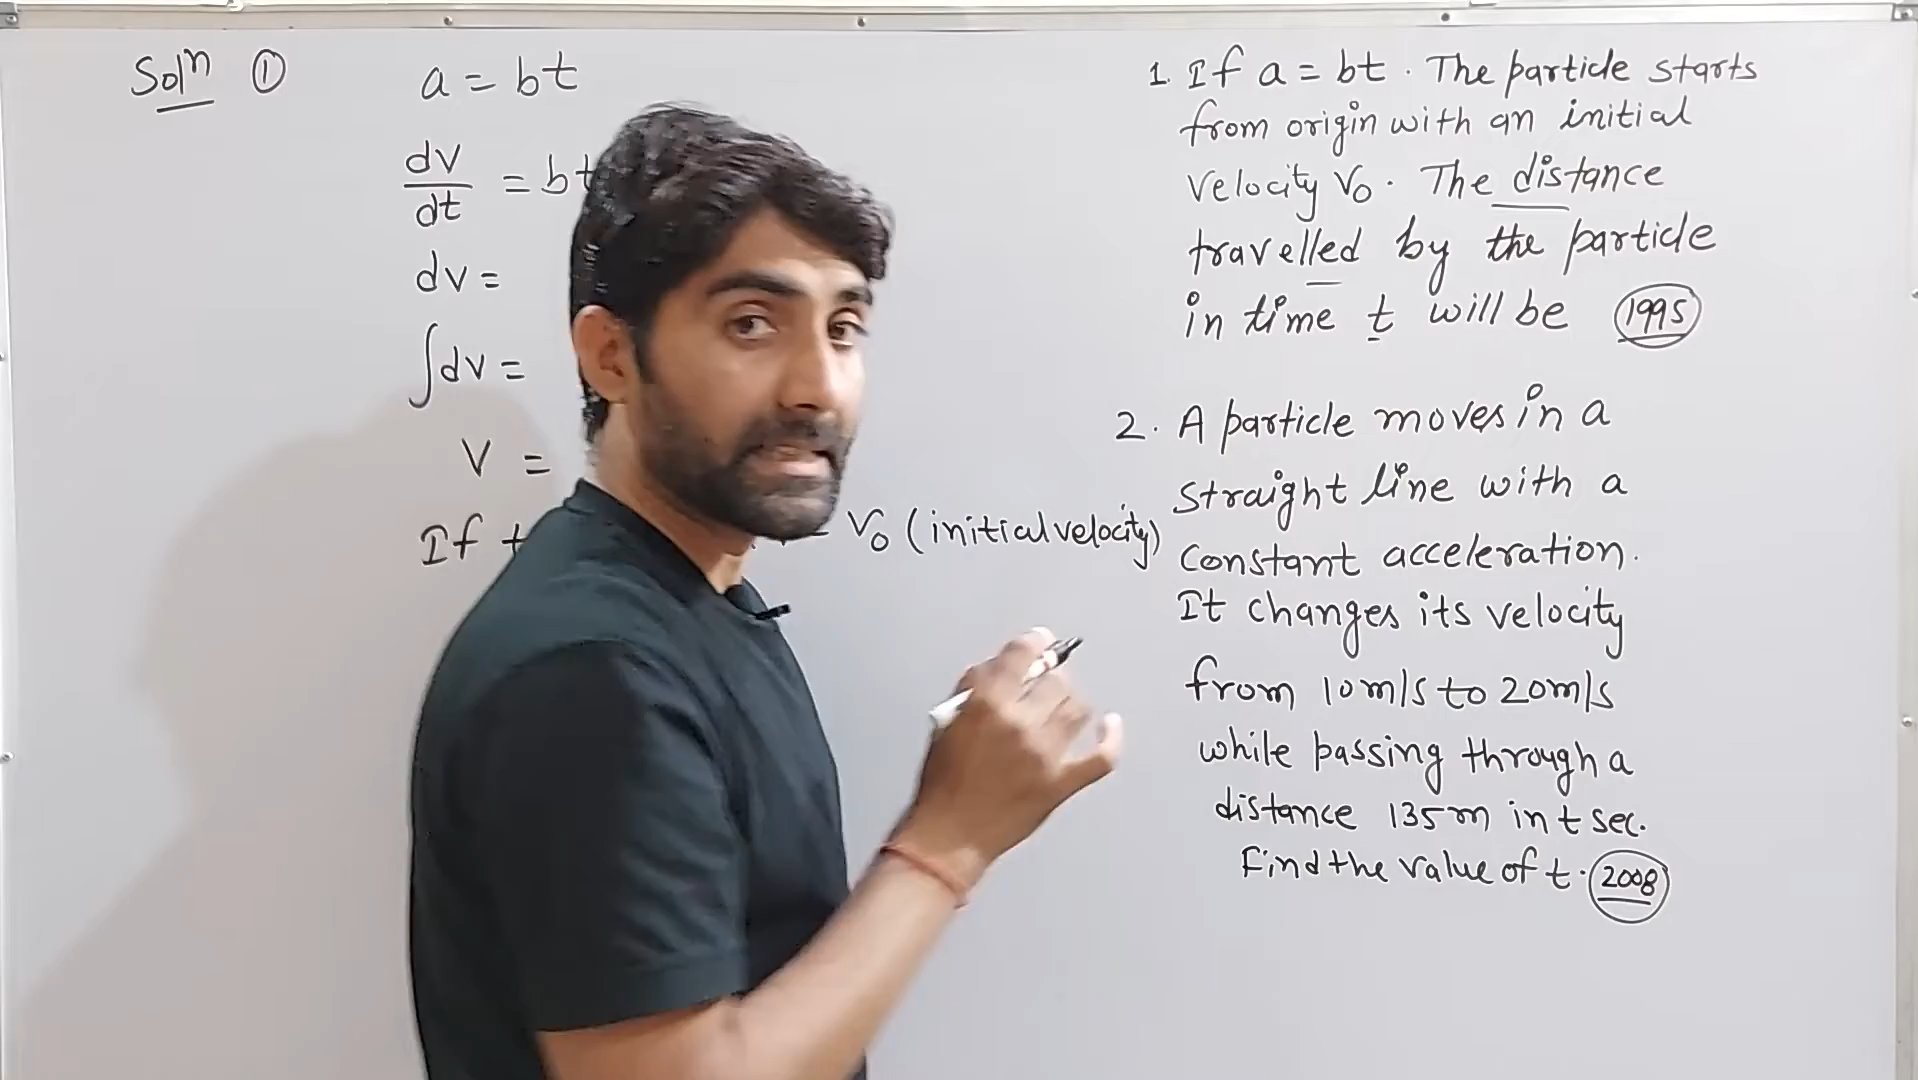 Solⁿ ①
a = bt
dv/dt = bt
dv =
∫dv =
v =
If t
v₀ (initial velocity)
1. If a = bt. The particle starts
from origin with an initial
velocity v₀. The distance
travelled by the particle
in time t will be 1995
2. A particle moves in a
straight line with a
constant acceleration.
It changes its velocity
from 10m/s to 20m/s
while passing through a
distance 135m in t sec.
Find the value of t. 2008